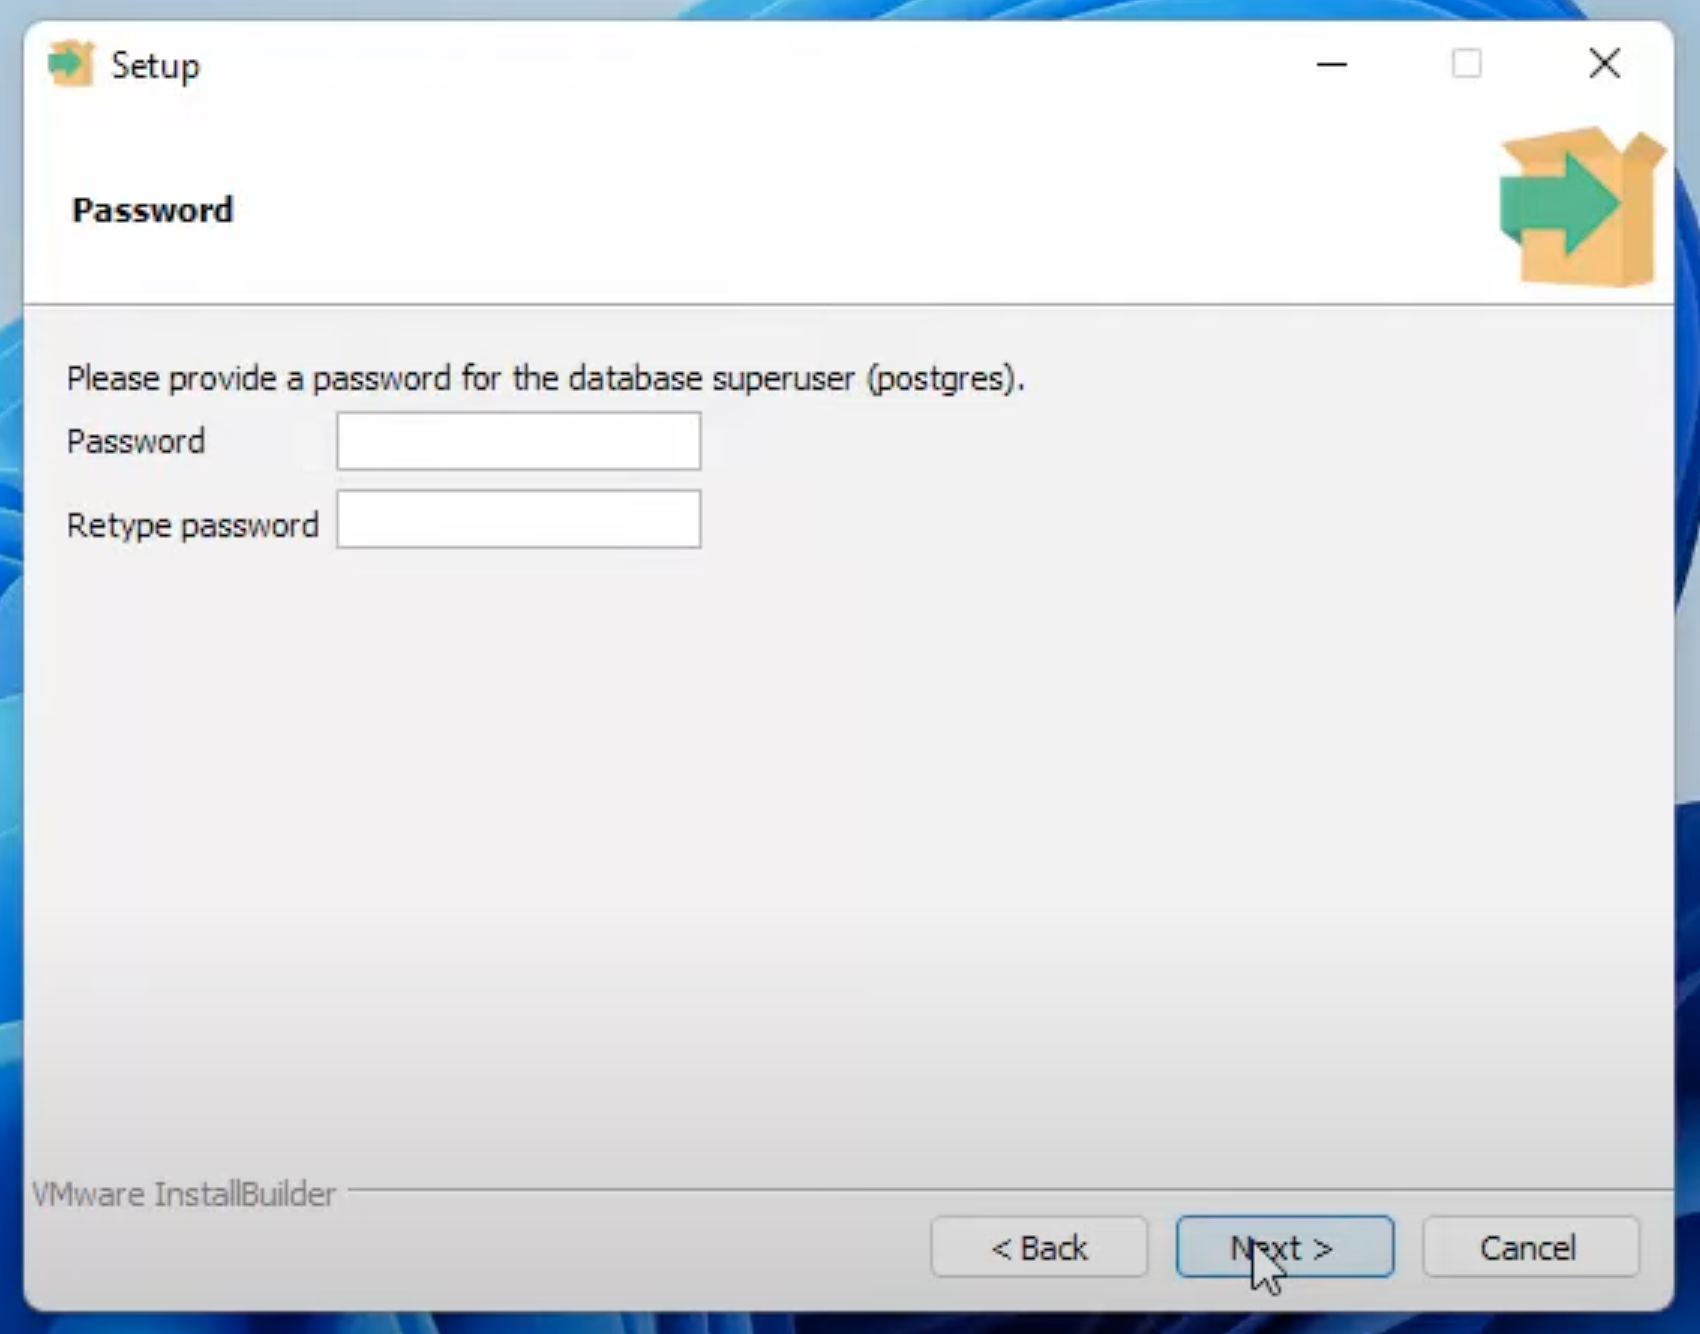 Setup
Password
Please provide a password for the database superuser (postgres).
Password
Retype password
VMware InstallBuilder
< Back
Next >
Cancel